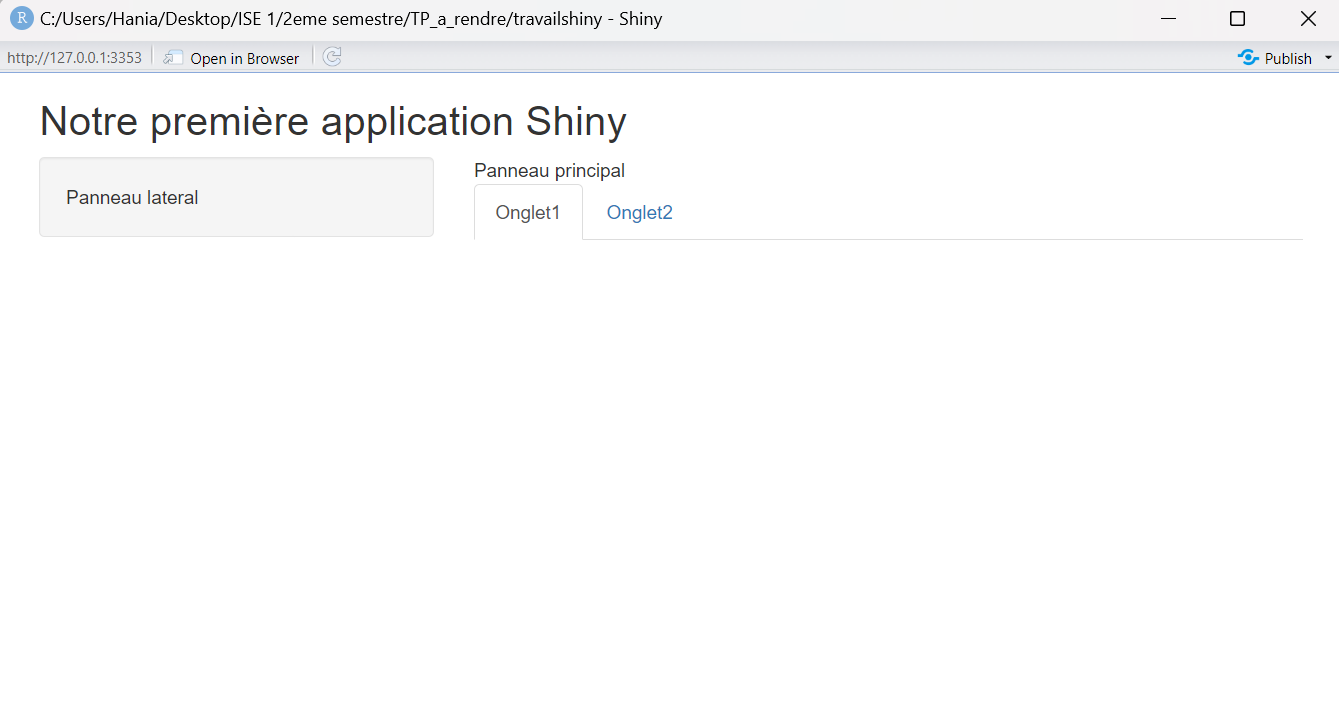 R C:/Users/Hania/Desktop/ISE 1/2eme semestre/TP_a_rendre/travailshiny - Shiny
http://127.0.0.1:3353 Open in Browser Publish
Notre première application Shiny
Panneau lateral
Panneau principal
Onglet1 Onglet2